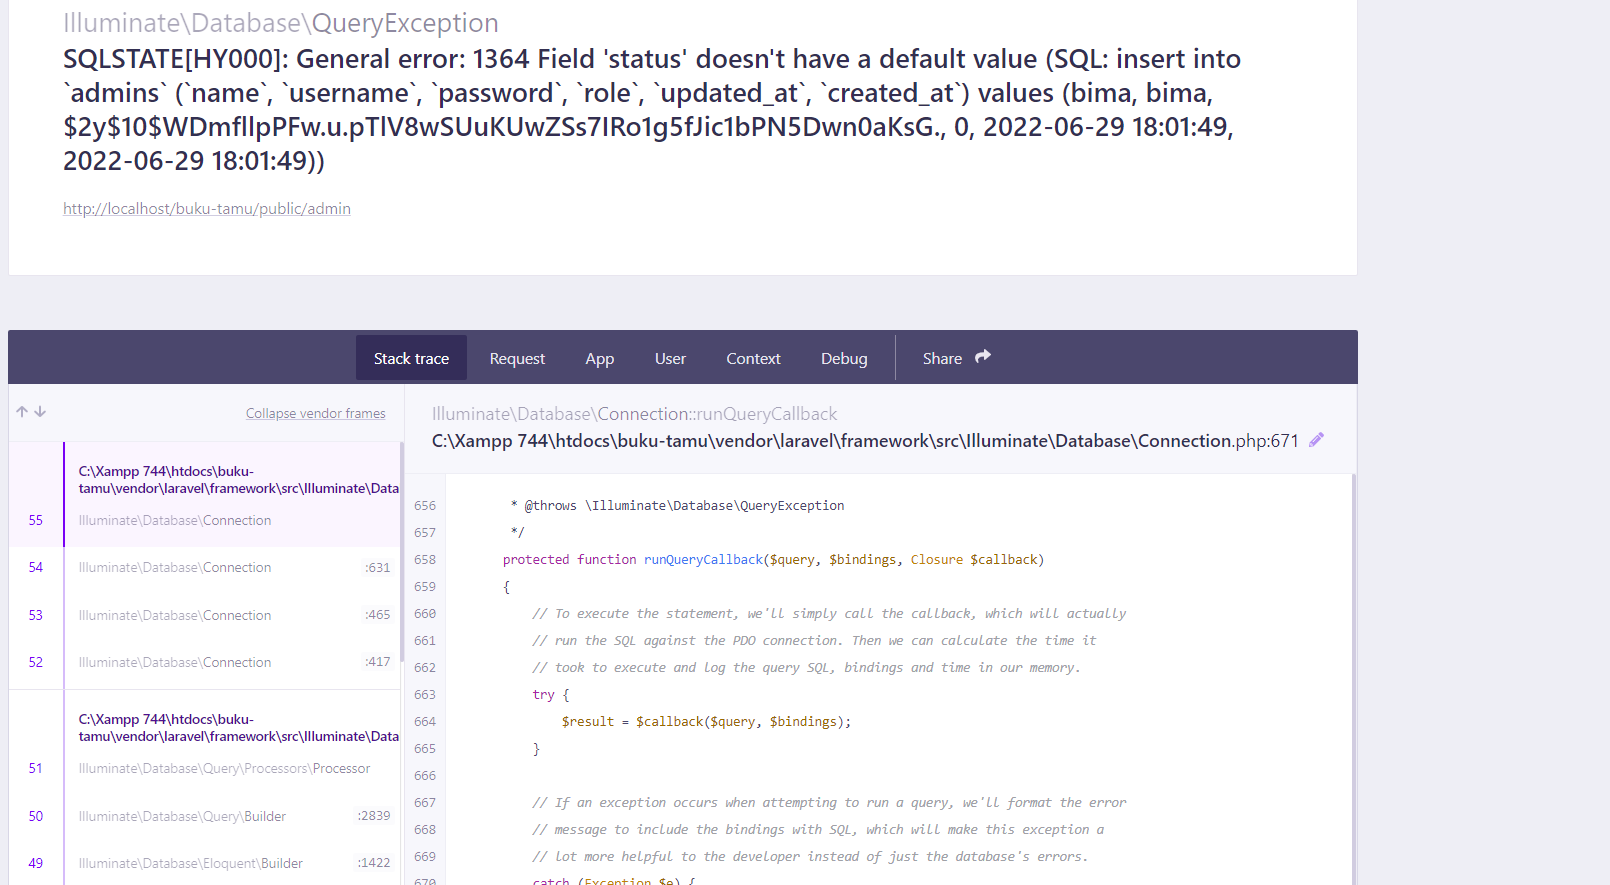 Illuminate\Database\QueryException
SQLSTATE[HY000]: General error: 1364 Field 'status' doesn't have a default value (SQL: insert into
`admins` (`name`, `username`, `password`, `role`, `updated_at`, `created_at`) values (bima, bima,
$2y$10$WDmfllpPFw.u.pTlV8wSUuKUwZSs7IRo1g5fJic1bPN5Dwn0aKsG., 0, 2022-06-29 18:01:49,
2022-06-29 18:01:49))
http://localhost/buku-tamu/public/admin
Stack trace Request App User Context Debug Share
Collapse vendor frames
C:\Xampp 744\htdocs\buku-
tamu\vendor\laravel\framework\src\Illuminate\Data
55 Illuminate\Database\Connection
54 Illuminate\Database\Connection :631
53 Illuminate\Database\Connection :465
52 Illuminate\Database\Connection :417
C:\Xampp 744\htdocs\buku-
tamu\vendor\laravel\framework\src\Illuminate\Data
51 Illuminate\Database\Query\Processors\Processor
50 Illuminate\Database\Query\Builder :2839
49 Illuminate\Database\Eloquent\Builder :1422
Illuminate\Database\Connection::runQueryCallback
C:\Xampp 744\htdocs\buku-tamu\vendor\laravel\framework\src\Illuminate\Database\Connection.php:671
656 * @throws \Illuminate\Database\QueryException
657 */
658 protected function runQueryCallback($query, $bindings, Closure $callback)
659 {
660 // To execute the statement, we'll simply call the callback, which will actually
661 // run the SQL against the PDO connection. Then we can calculate the time it
662 // took to execute and log the query SQL, bindings and time in our memory.
663 try {
664 $result = $callback($query, $bindings);
665 }
666
667 // If an exception occurs when attempting to run a query, we'll format the error
668 // message to include the bindings with SQL, which will make this exception a
669 // lot more helpful to the developer instead of just the database's errors.
670 catch (Exception $e) {